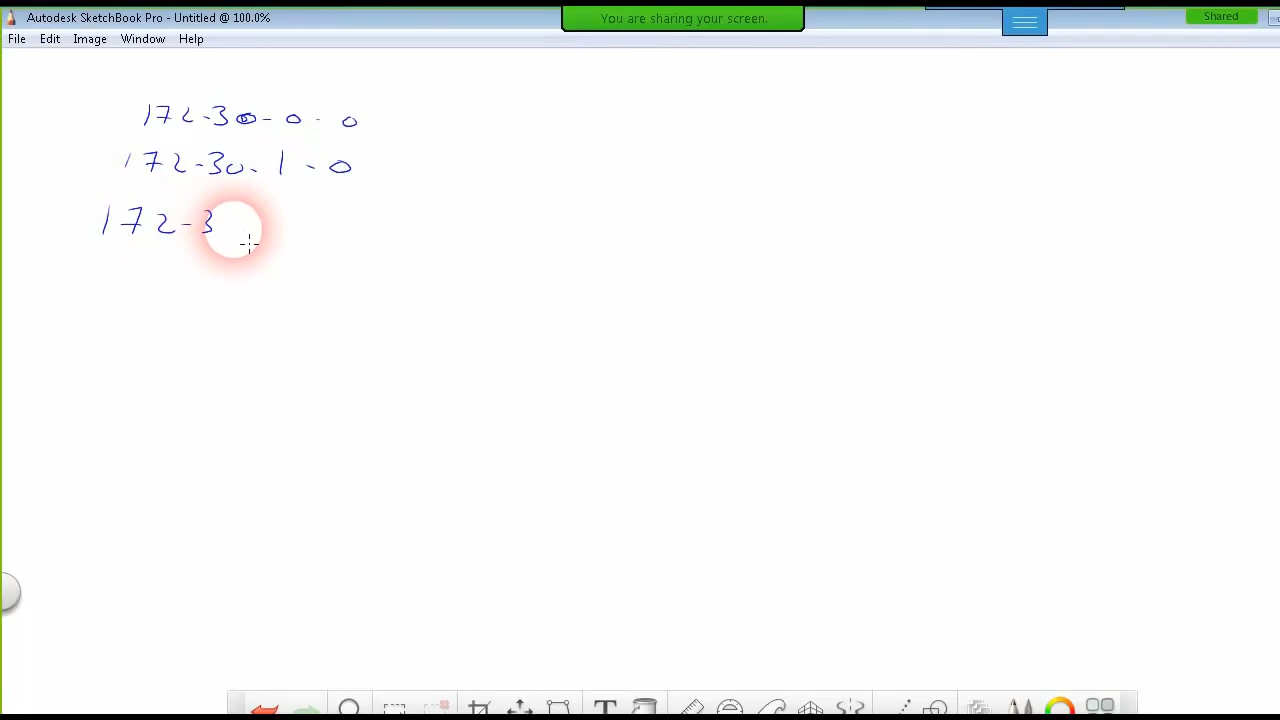 Autodesk SketchBook Pro - Untitled @ 100.0%
You are sharing your screen.
Shared
File Edit Image Window Help
172-30-0-0
172-30-1-0
172-3
T